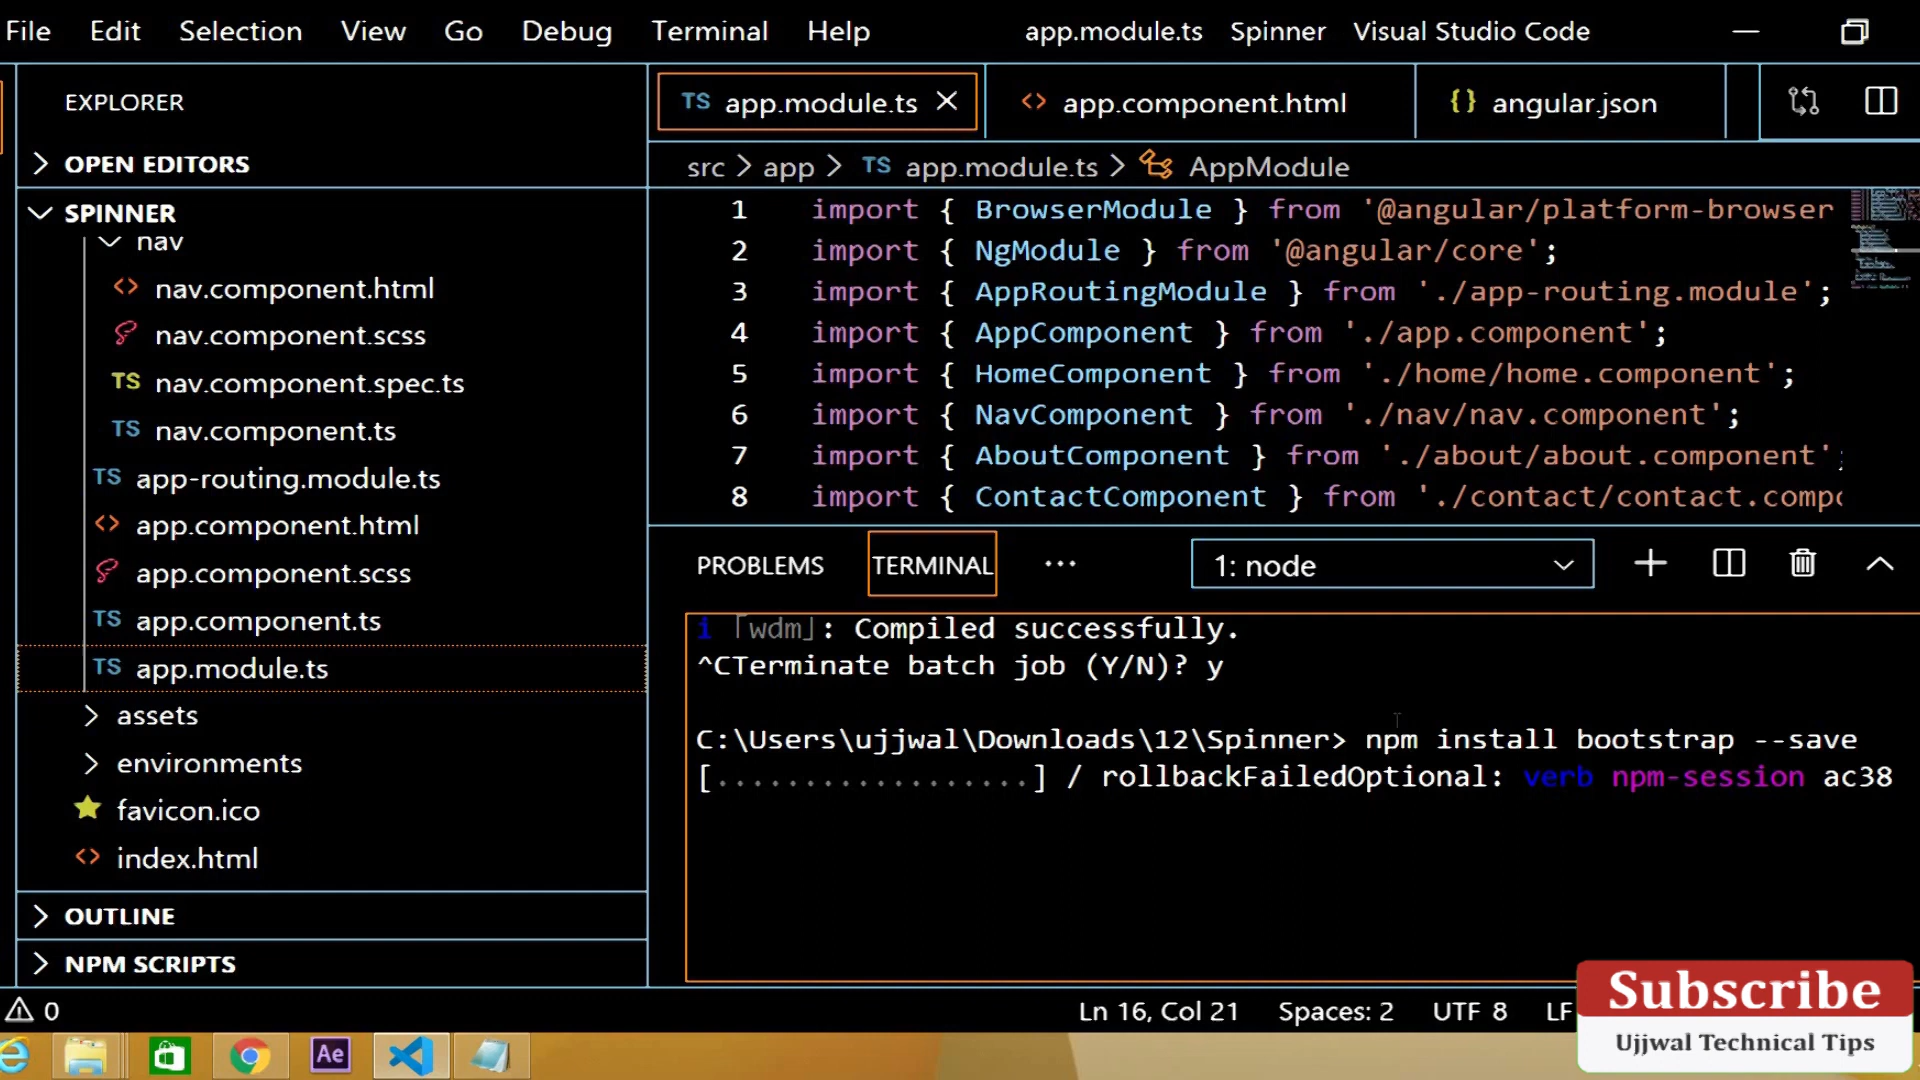 File Edit Selection View Go Debug Terminal Help app.module.ts Spinner Visual Studio Code
EXPLORER
OPEN EDITORS
SPINNER
nav
<> nav.component.html
nav.component.scss
TS nav.component.spec.ts
TS nav.component.ts
TS app-routing.module.ts
<> app.component.html
app.component.scss
TS app.component.ts
TS app.module.ts
assets
environments
favicon.ico
<> index.html
OUTLINE
NPM SCRIPTS
TS app.module.ts <> app.component.html {} angular.json
src > app > TS app.module.ts > AppModule
1 import { BrowserModule } from '@angular/platform-browser
2 import { NgModule } from '@angular/core';
3 import { AppRoutingModule } from './app-routing.module';
4 import { AppComponent } from './app.component';
5 import { HomeComponent } from './home/home.component';
6 import { NavComponent } from './nav/nav.component';
7 import { AboutComponent } from './about/about.component';
8 import { ContactComponent } from './contact/contact.compo
PROBLEMS TERMINAL ... 1: node
i 「wdm」: Compiled successfully.
^CTerminate batch job (Y/N)? y
C:\Users\ujjwal\Downloads\12\Spinner> npm install bootstrap --save
[..................] / rollbackFailedOptional: verb npm-session ac38
0 Ln 16, Col 21 Spaces: 2 UTF 8 LF
Subscribe
Ujjwal Technical Tips
Ae